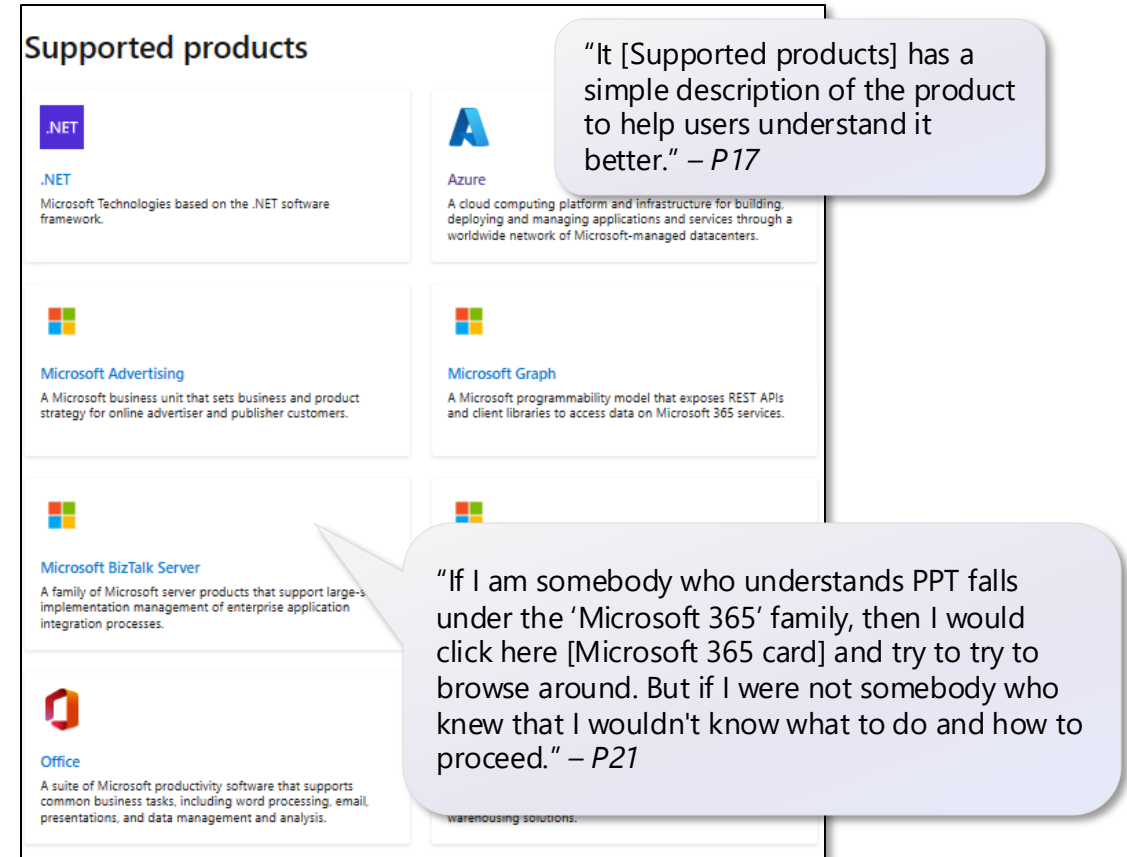 Supported products
"It [Supported products] has a
simple description of the product
to help users understand it
better." – P17
.NET
.NET
Microsoft Technologies based on the .NET software
framework.
Azure
A cloud computing platform and infrastructure for building,
deploying and managing applications and services through a
worldwide network of Microsoft-managed datacenters.
Microsoft Advertising
A Microsoft business unit that sets business and product
strategy for online advertiser and publisher customers.
Microsoft Graph
A Microsoft programmability model that exposes REST APIs
and client libraries to access data on Microsoft 365 services.
Microsoft BizTalk Server
A family of Microsoft server products that support large-s
implementation management of enterprise application
integration processes.
"If I am somebody who understands PPT falls
under the ‘Microsoft 365’ family, then I would
click here [Microsoft 365 card] and try to try to
browse around. But if I were not somebody who
knew that I wouldn't know what to do and how to
proceed." – P21
Office
A suite of Microsoft productivity software that supports
common business tasks, including word processing, email,
presentations, and data management and analysis.
warehousing solutions.